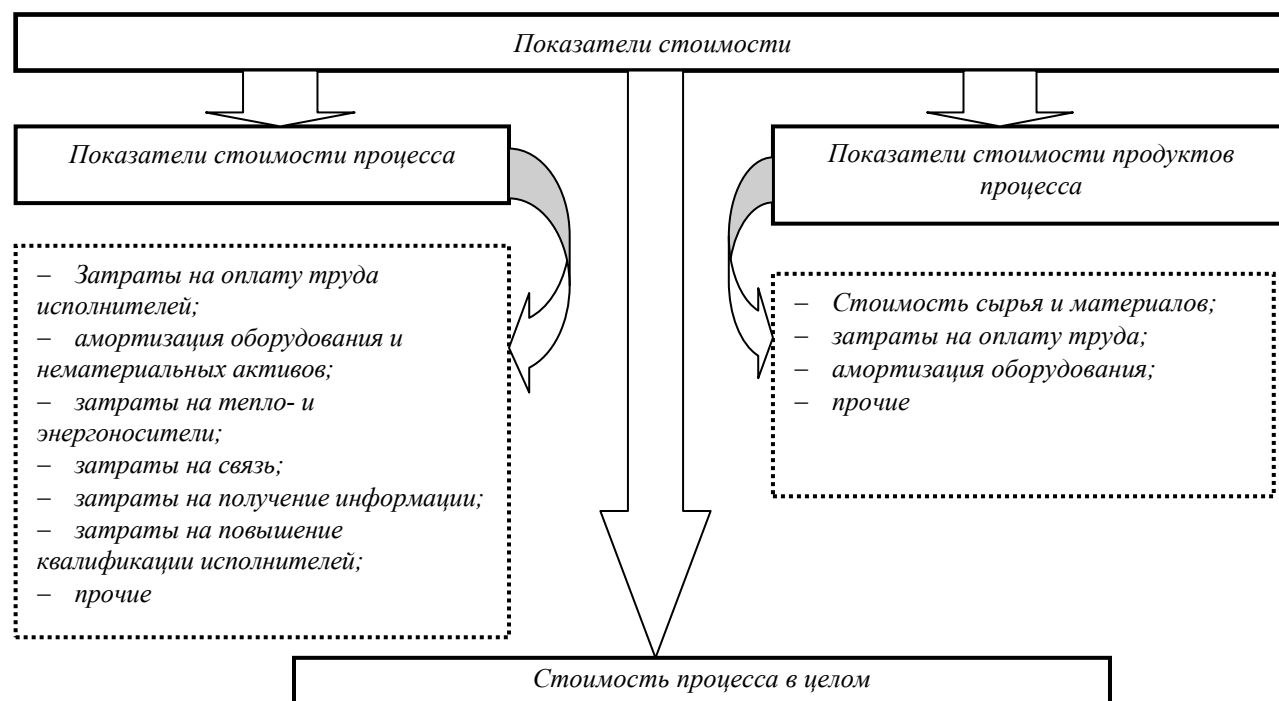 Показатели стоимости
Показатели стоимости процесса
Показатели стоимости продуктов
процесса
– Затраты на оплату труда
исполнителей;
– амортизация оборудования и
нематериальных активов;
– затраты на тепло- и
энергоносители;
– затраты на связь;
– затраты на получение информации;
– затраты на повышение
квалификации исполнителей;
– прочие
– Стоимость сырья и материалов;
– затраты на оплату труда;
– амортизация оборудования;
– прочие
Стоимость процесса в целом